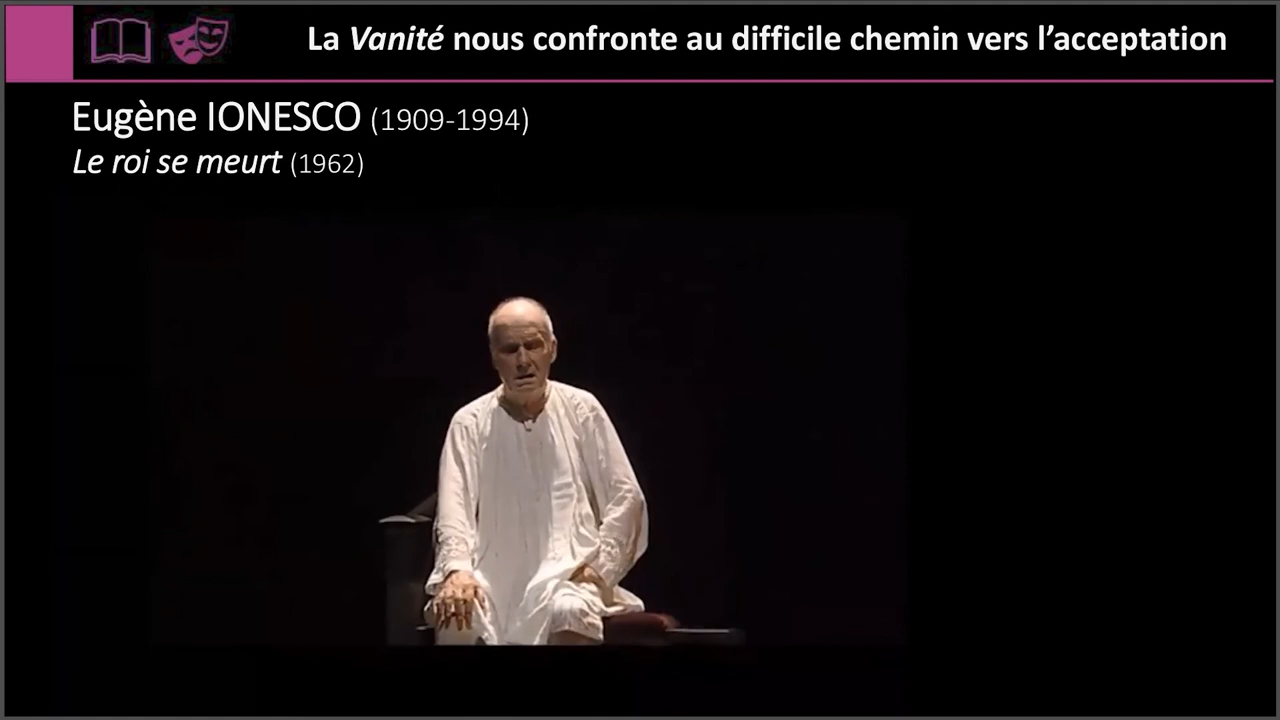 La Vanité nous confronte au difficile chemin vers l’acceptation
Eugène IONESCO (1909-1994)
Le roi se meurt (1962)